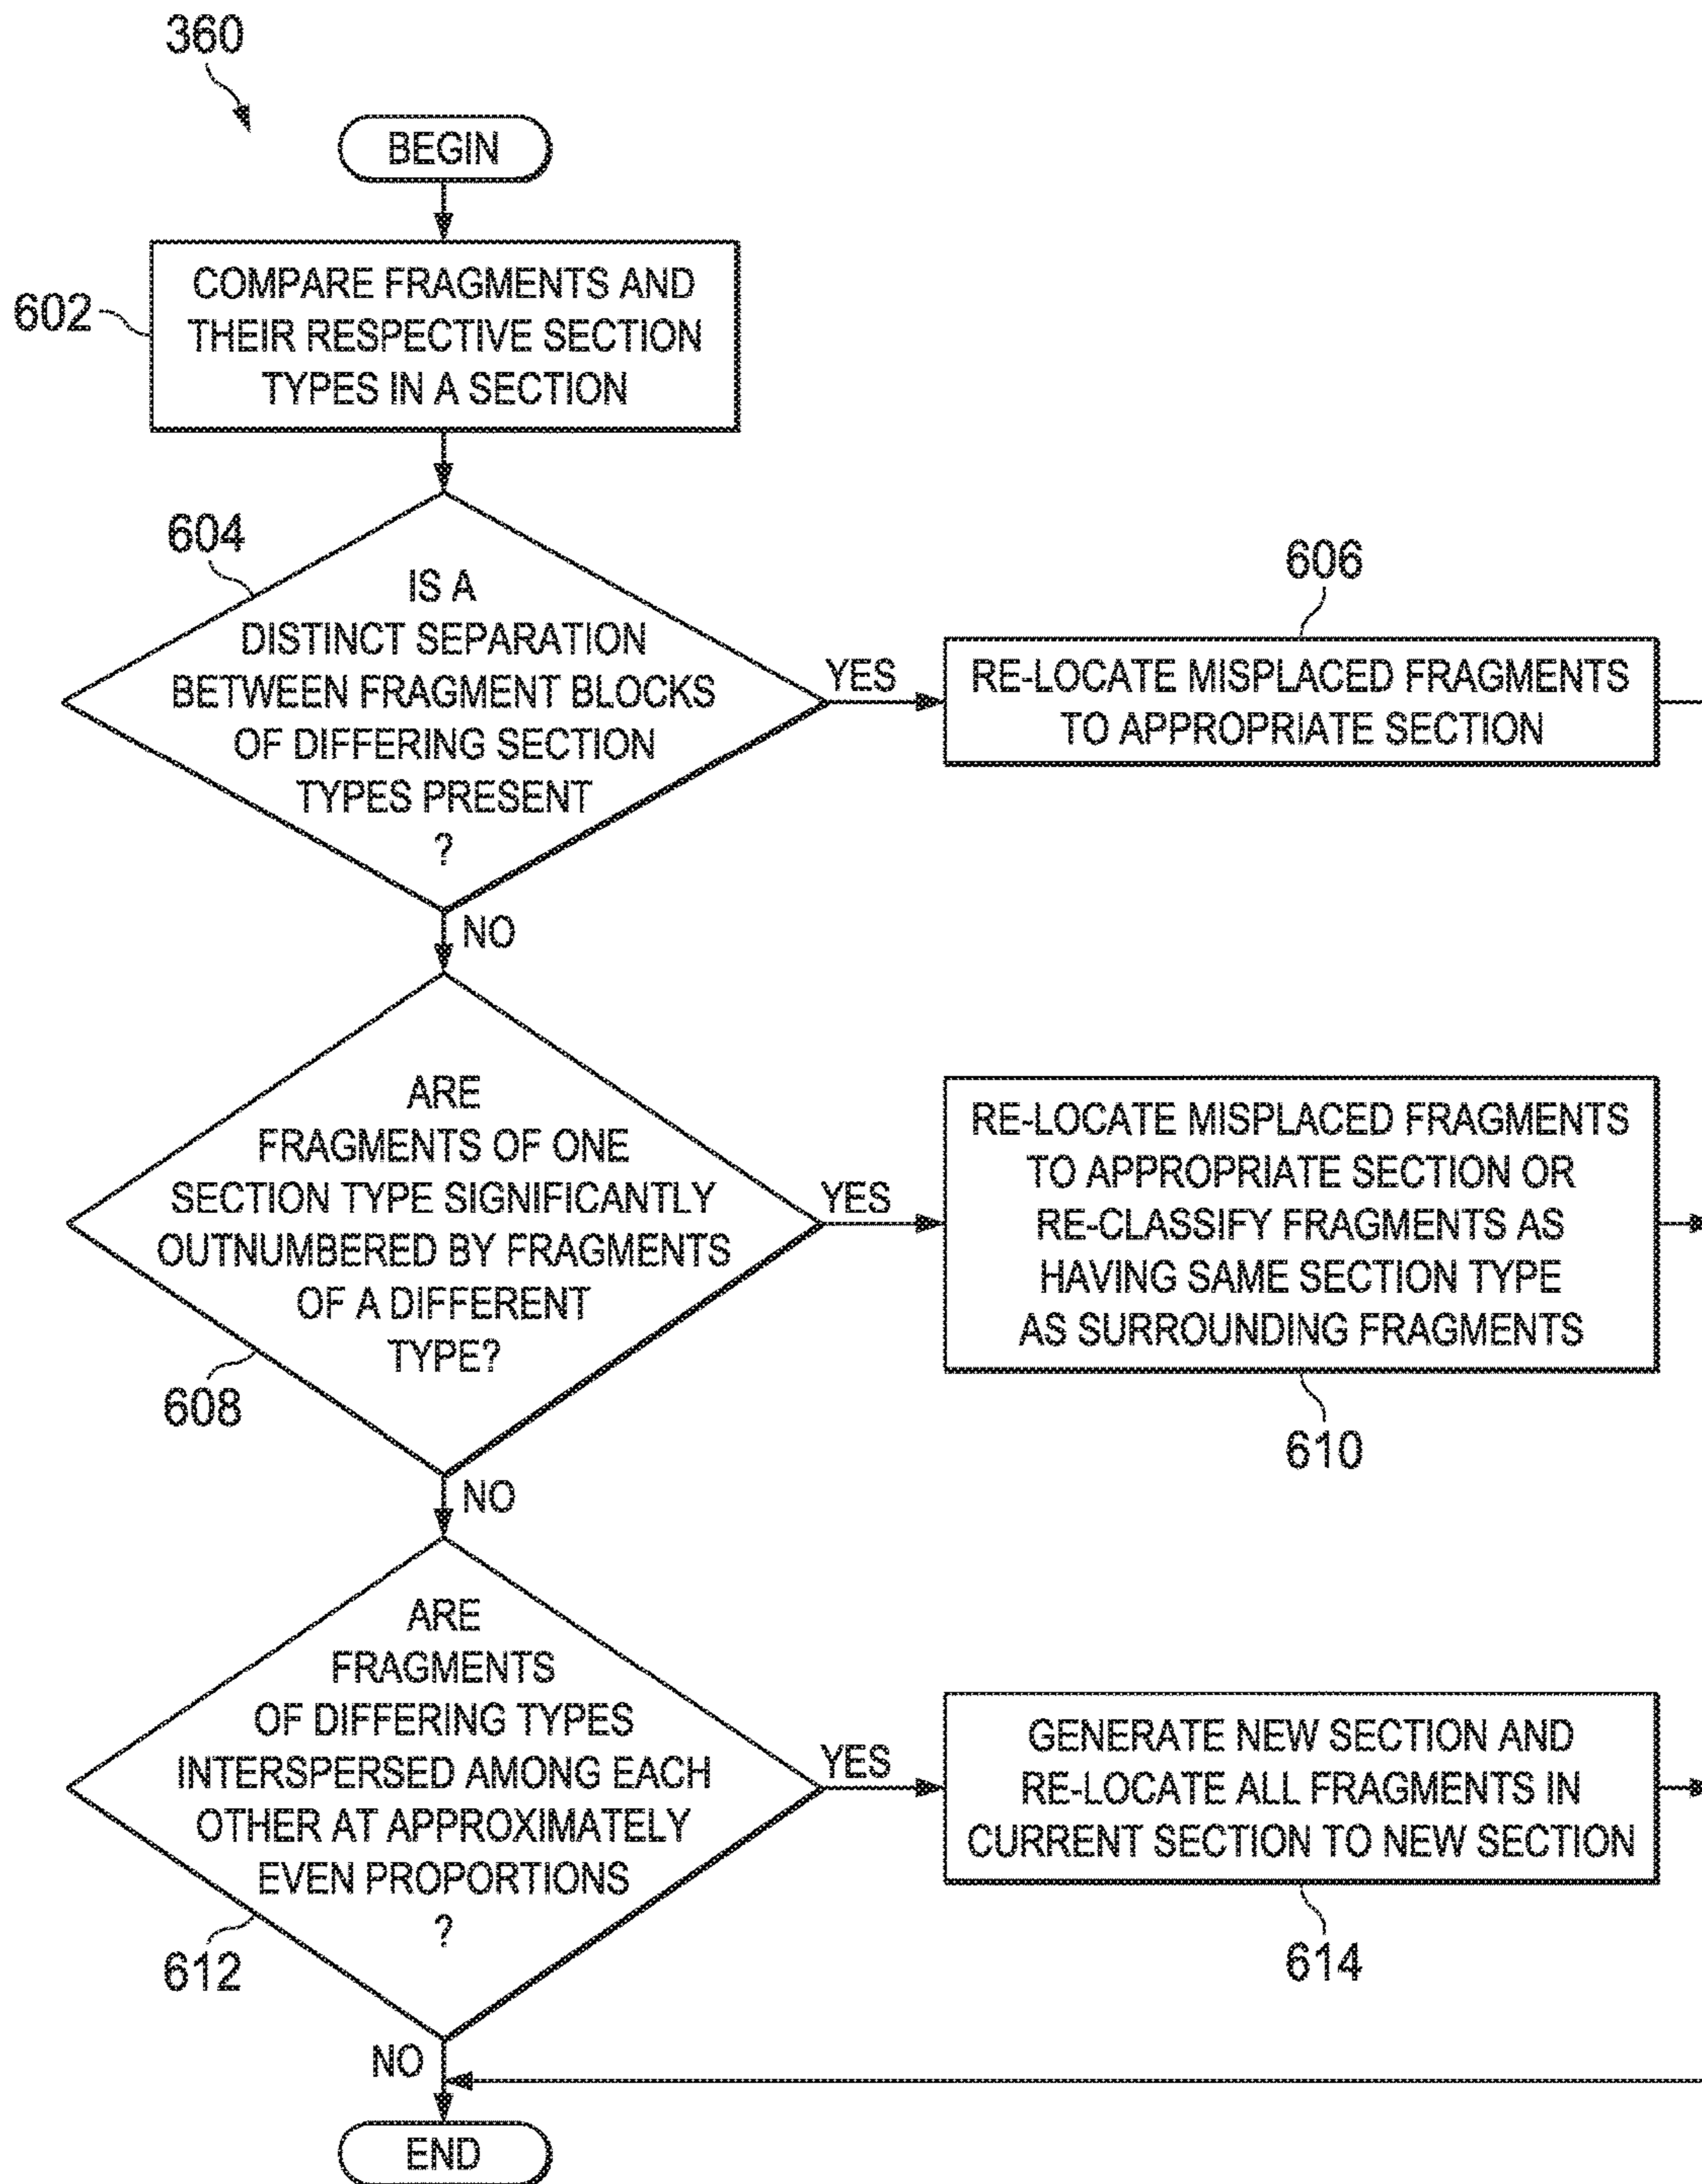 360
BEGIN
602
COMPARE FRAGMENTS AND
THEIR RESPECTIVE SECTION
TYPES IN A SECTION
604
IS A
DISTINCT SEPARATION
BETWEEN FRAGMENT BLOCKS
OF DIFFERING SECTION
TYPES PRESENT
?
YES
606
RE-LOCATE MISPLACED FRAGMENTS
TO APPROPRIATE SECTION
NO
ARE
FRAGMENTS OF ONE
SECTION TYPE SIGNIFICANTLY
OUTNUMBERED BY FRAGMENTS
OF A DIFFERENT
TYPE?
608
YES
RE-LOCATE MISPLACED FRAGMENTS
TO APPROPRIATE SECTION OR
RE-CLASSIFY FRAGMENTS AS
HAVING SAME SECTION TYPE
AS SURROUNDING FRAGMENTS
610
NO
ARE
FRAGMENTS
OF DIFFERING TYPES
INTERSPERSED AMONG EACH
OTHER AT APPROXIMATELY
EVEN PROPORTIONS
?
612
YES
GENERATE NEW SECTION AND
RE-LOCATE ALL FRAGMENTS IN
CURRENT SECTION TO NEW SECTION
614
NO
END